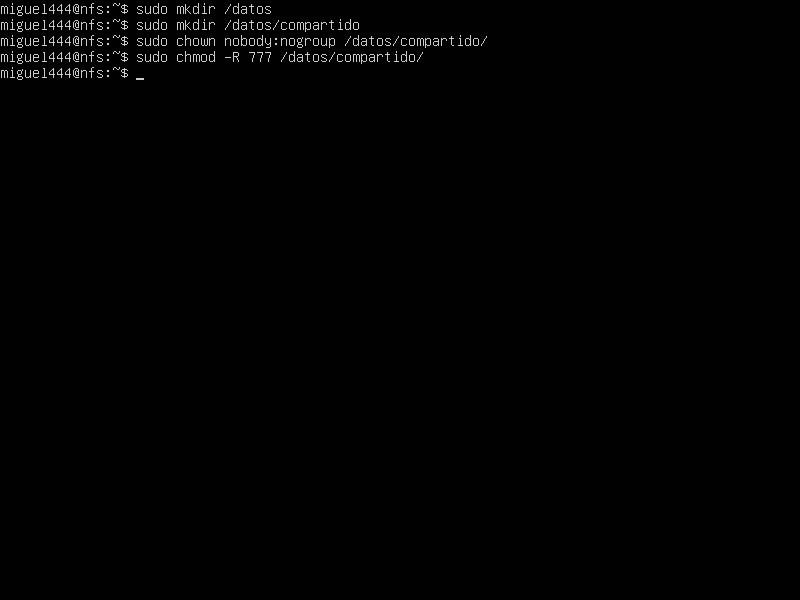 miguel444@nfs:~$ sudo mkdir /datos
miguel444@nfs:~$ sudo mkdir /datos/compartido
miguel444@nfs:~$ sudo chown nobody:nogroup /datos/compartido/
miguel444@nfs:~$ sudo chmod -R 777 /datos/compartido/
miguel444@nfs:~$ _